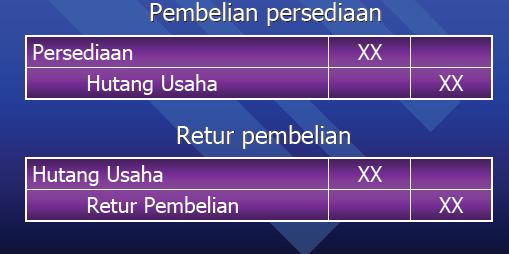 Pembelian persediaan
Persediaan XX
Hutang Usaha XX
Retur pembelian
Hutang Usaha XX
Retur Pembelian XX